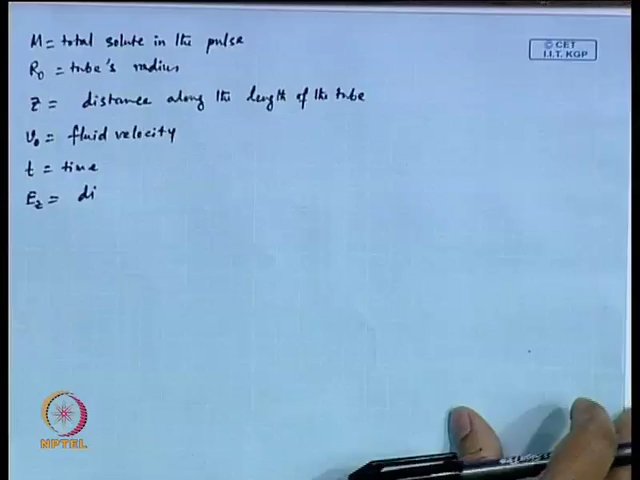 M = total solute in the pulse
© CET
I.I.T. KGP
R₀ = tube's radius
z = distance along the length of the tube
v₀ = fluid velocity
t = time
E_z = di
NPTEL